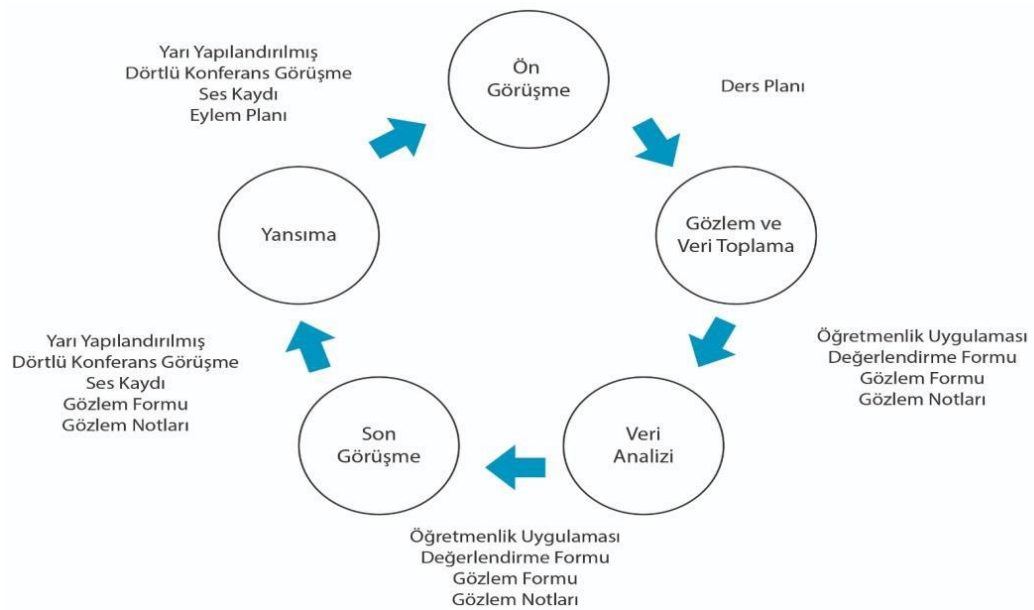 Ön
Görüşme
Ders Planı
Gözlem ve
Veri Toplama
Öğretmenlik Uygulaması
Değerlendirme Formu
Gözlem Formu
Gözlem Notları
Veri
Analizi
Öğretmenlik Uygulaması
Değerlendirme Formu
Gözlem Formu
Gözlem Notları
Son
Görüşme
Yarı Yapılandırılmış
Dörtlü Konferans Görüşme
Ses Kaydı
Gözlem Formu
Gözlem Notları
Yansıma
Yarı Yapılandırılmış
Dörtlü Konferans Görüşme
Ses Kaydı
Eylem Planı